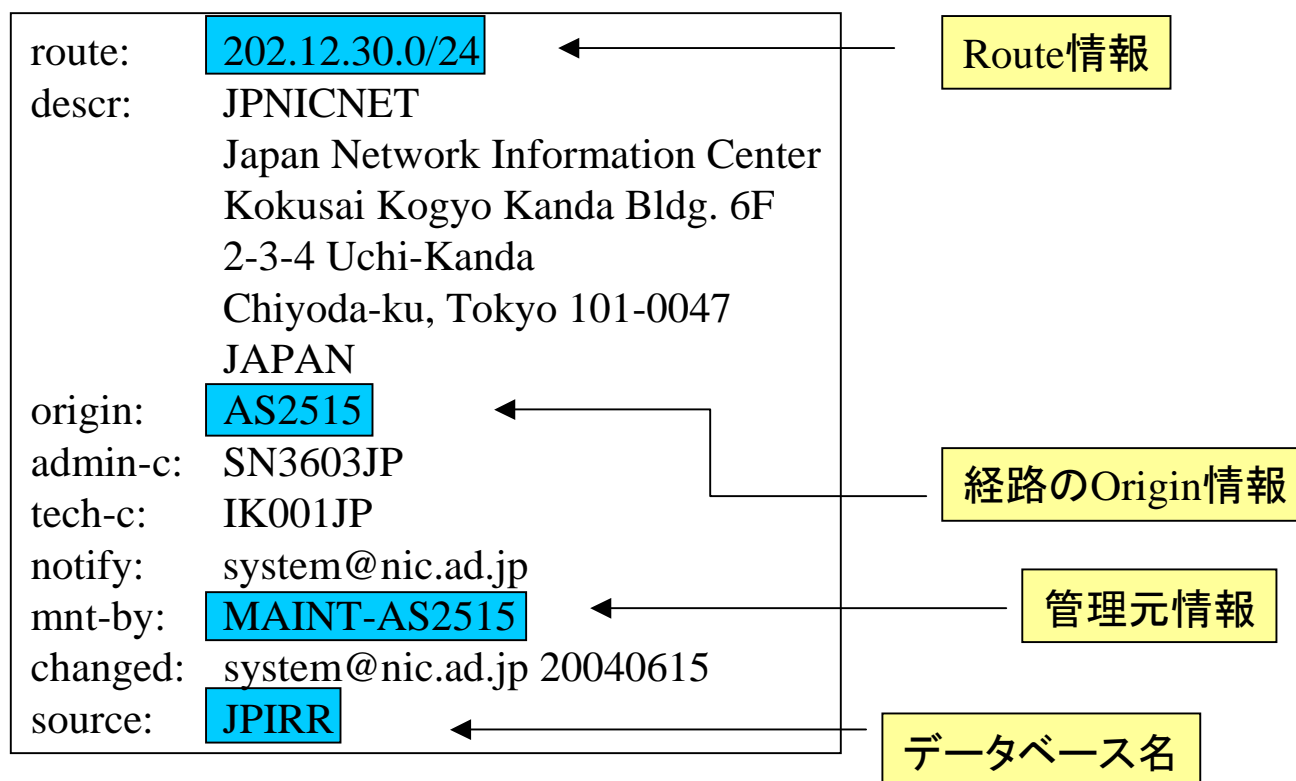 route: 202.12.30.0/24
Route情報
descr: JPNICNET
Japan Network Information Center
Kokusai Kogyo Kanda Bldg. 6F
2-3-4 Uchi-Kanda
Chiyoda-ku, Tokyo 101-0047
JAPAN
origin: AS2515
経路のOrigin情報
admin-c: SN3603JP
tech-c: IK001JP
notify: system@nic.ad.jp
mnt-by: MAINT-AS2515
管理元情報
changed: system@nic.ad.jp 20040615
source: JPIRR
データベース名